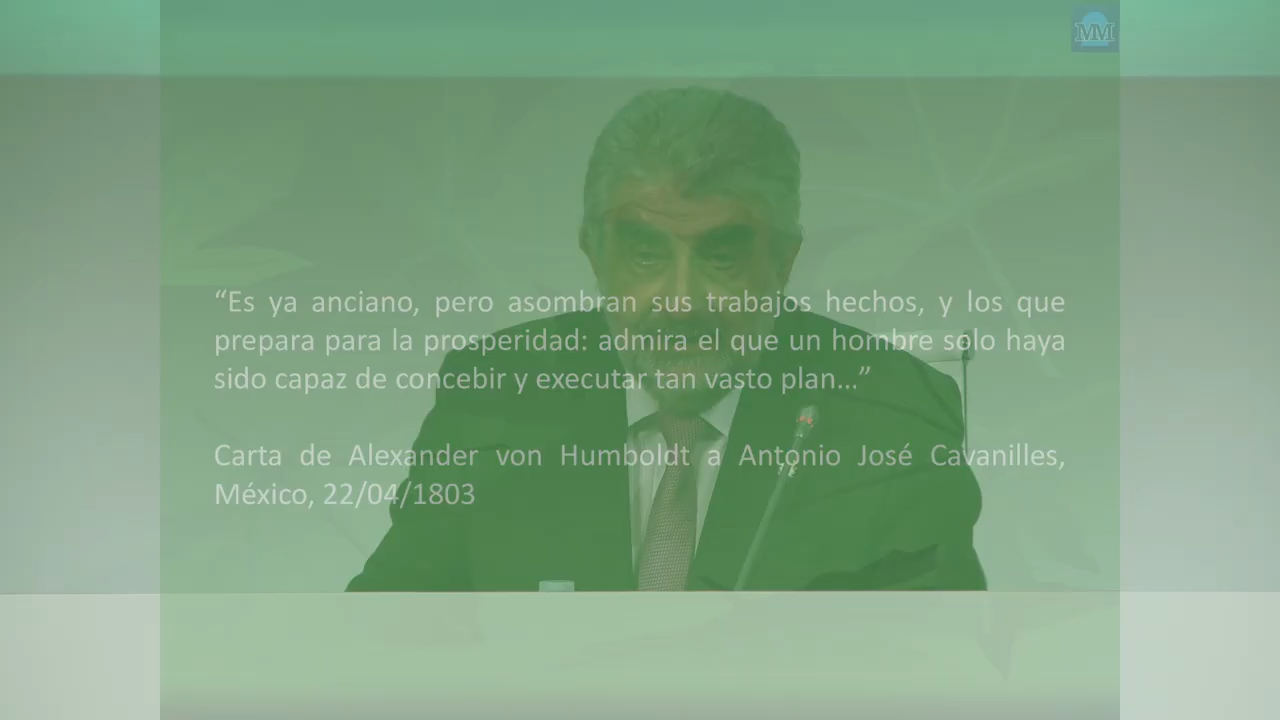 MM
“Es ya anciano, pero asombran sus trabajos hechos, y los que
prepara para la prosperidad: admira el que un hombre solo haya
sido capaz de concebir y executar tan vasto plan...”
Carta de Alexander von Humboldt a Antonio José Cavanilles,
México, 22/04/1803